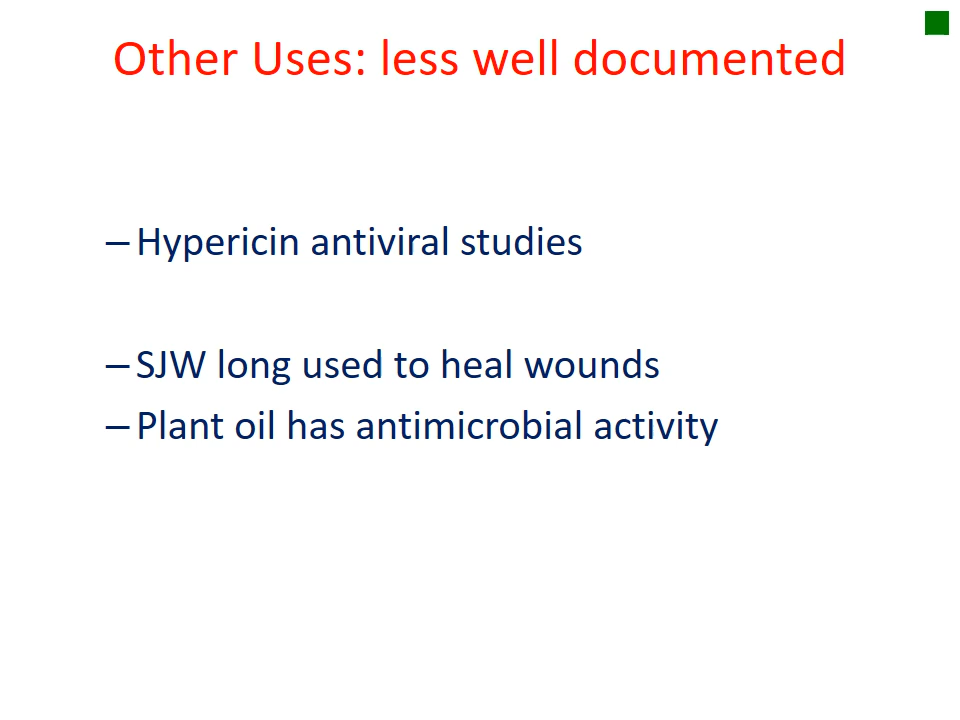 Other Uses: less well documented
– Hypericin antiviral studies
– SJW long used to heal wounds
– Plant oil has antimicrobial activity